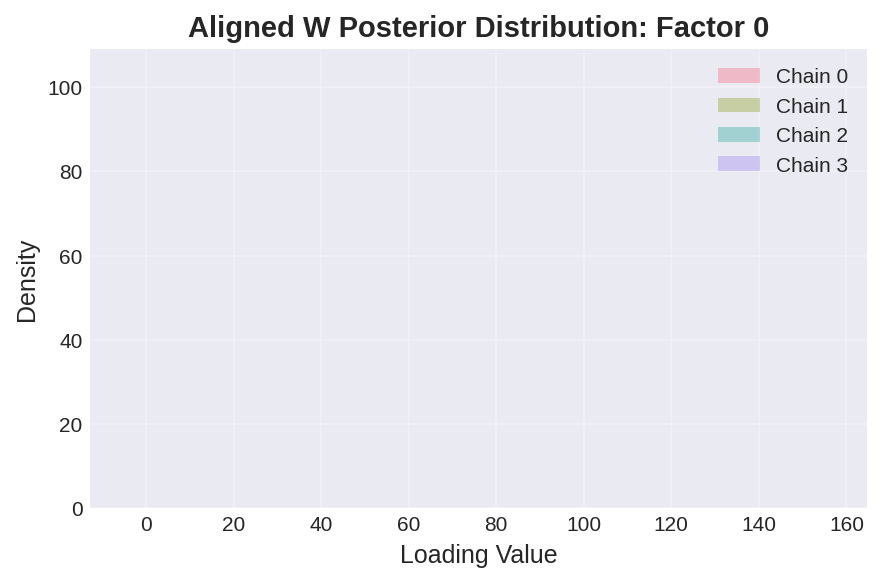 Aligned W Posterior Distribution: Factor 0
Chain 0
Chain 1
Chain 2
Chain 3
Density
100
80
60
40
20
0
0 20 40 60 80 100 120 140 160
Loading Value